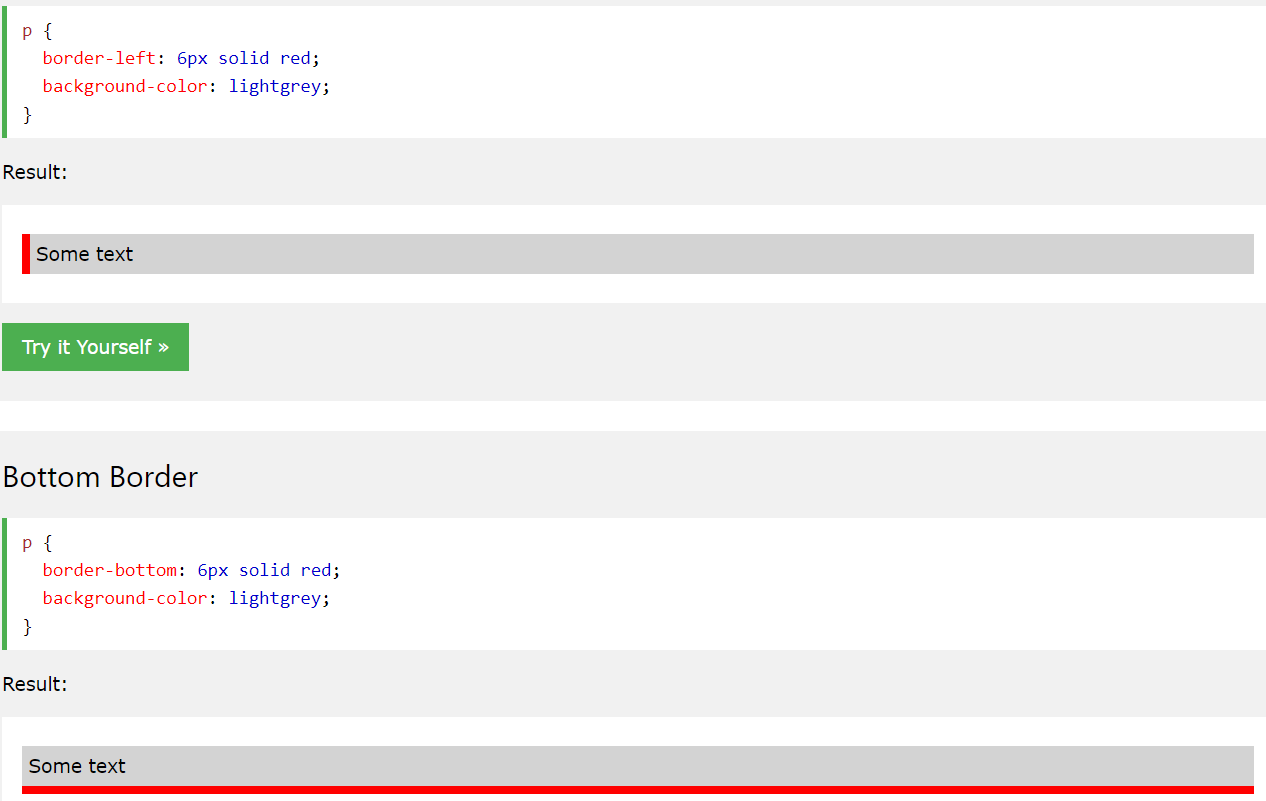 p {
  border-left: 6px solid red;
  background-color: lightgrey;
}
Result:
Some text
Try it Yourself »
Bottom Border
p {
  border-bottom: 6px solid red;
  background-color: lightgrey;
}
Result:
Some text